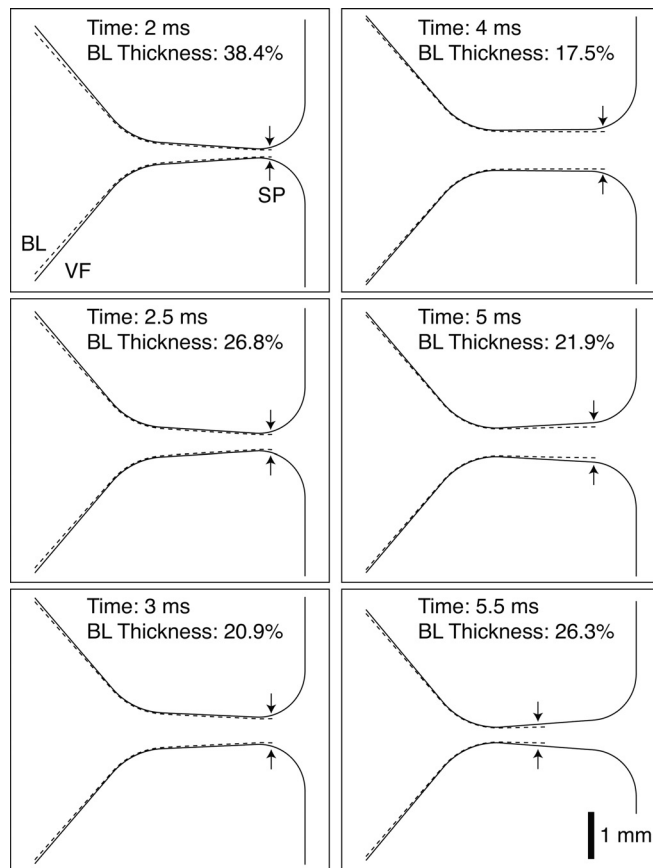 Time: 2 ms
BL Thickness: 38.4%
SP
BL
VF
Time: 4 ms
BL Thickness: 17.5%
Time: 2.5 ms
BL Thickness: 26.8%
Time: 5 ms
BL Thickness: 21.9%
Time: 3 ms
BL Thickness: 20.9%
Time: 5.5 ms
BL Thickness: 26.3%
1 mm